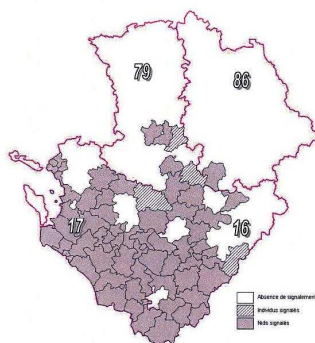 79
86
17
16
Absence de signalement
Individus signalés
Nids signalés